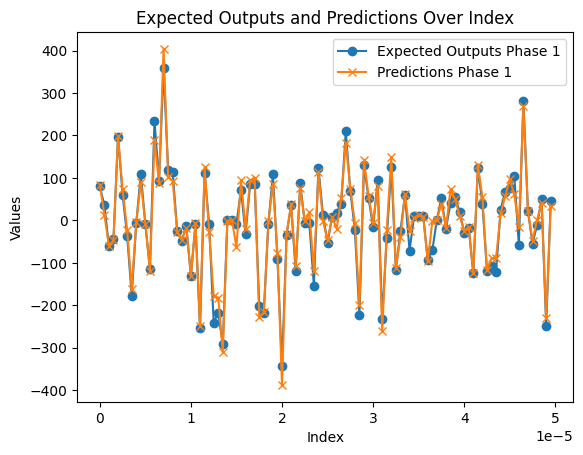 Expected Outputs and Predictions Over Index
Expected Outputs Phase 1
Predictions Phase 1
Values
400
300
200
100
0
−100
−200
−300
−400
0
1
2
3
4
5
1e−5
Index